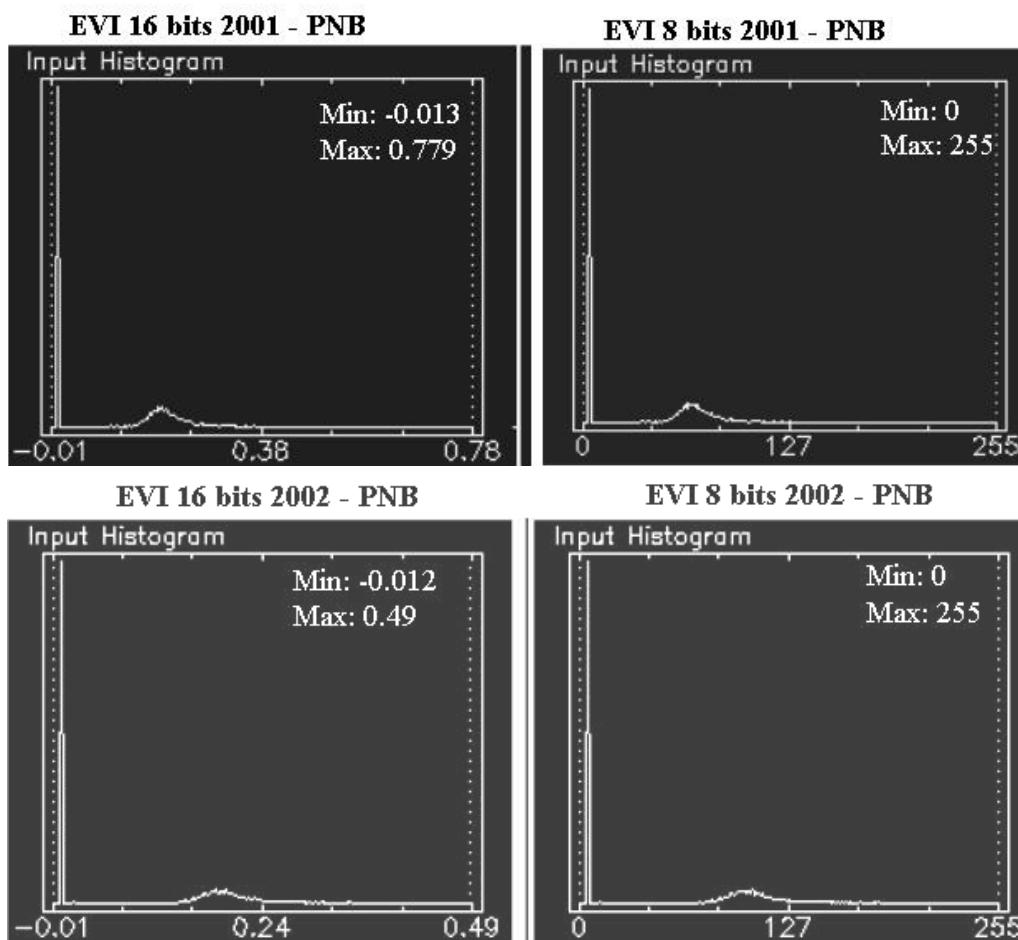 EVI 16 bits 2001 - PNB
Input Histogram
Min: -0.013
Max: 0.779
-0.01 0.38 0.78
EVI 8 bits 2001 - PNB
Input Histogram
Min: 0
Max: 255
0 127 255
EVI 16 bits 2002 - PNB
Input Histogram
Min: -0.012
Max: 0.49
-0.01 0.24 0.49
EVI 8 bits 2002 - PNB
Input Histogram
Min: 0
Max: 255
0 127 255